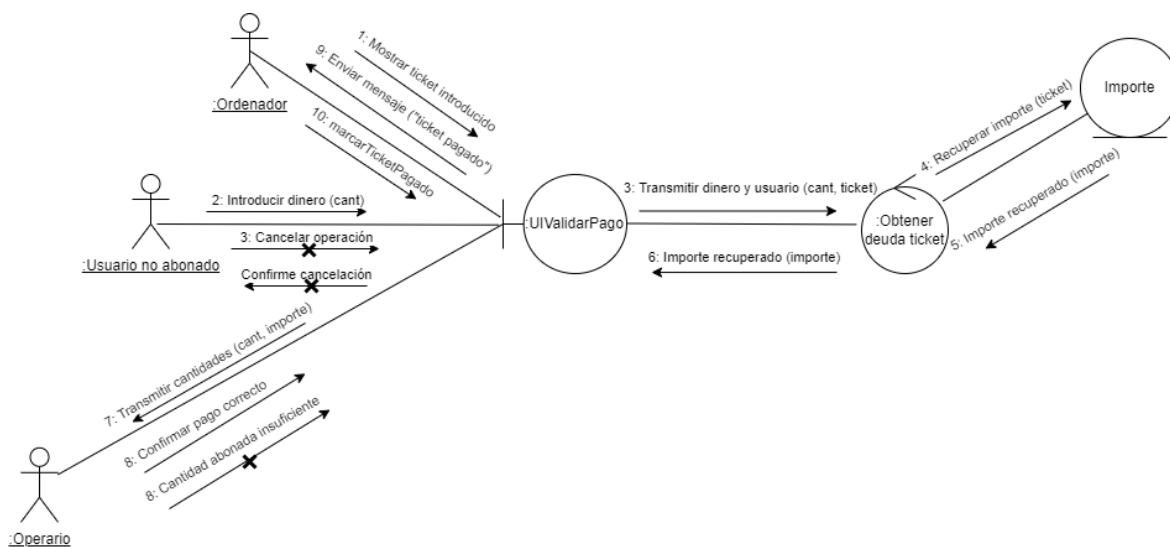 :Ordenador
1: Mostrar ticket introducido
9: Enviar mensaje ("ticket pagado")
10: marcarTicketPagado
:Usuario no abonado
2: Introducir dinero (cant)
3: Cancelar operación
Confirme cancelación
:UIValidarPago
3: Transmitir dinero y usuario (cant, ticket)
6: Importe recuperado (importe)
:Obtener
deuda ticket
4: Recuperar importe (ticket)
5: Importe recuperado (importe)
Importe
7: Transmitir cantidades (cant, importe)
8: Confirmar pago correcto
8: Cantidad abonada insuficiente
:Operario